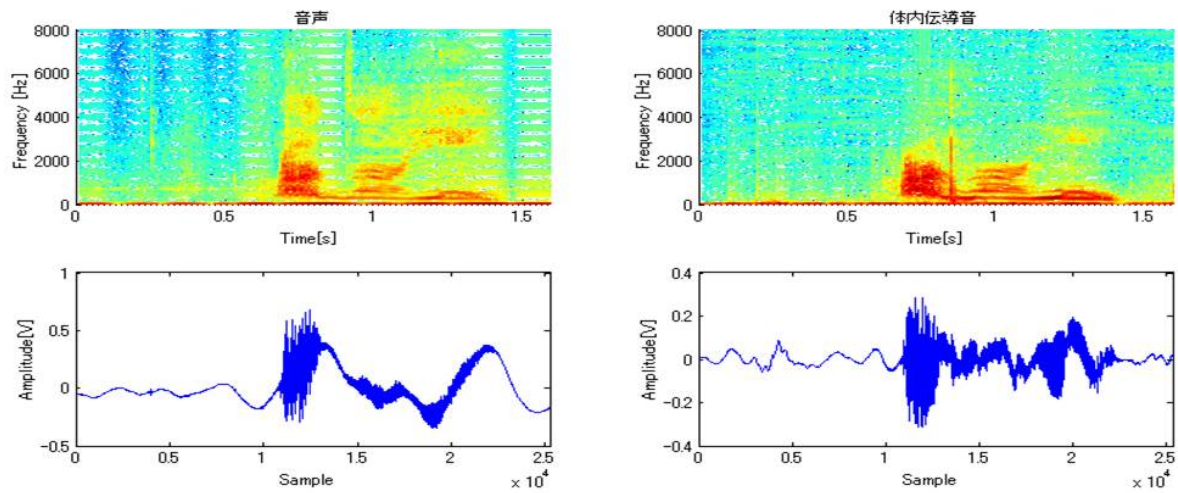 音声
8000
6000
4000
2000
0
Frequency [Hz]
0 0.5 1 1.5
Time[s]
体内伝導音
8000
6000
4000
2000
0
Frequency [Hz]
0 0.5 1 1.5
Time[s]
1
0.5
0
-0.5
Amplitude[V]
0 0.5 1 1.5 2 2.5
Sample
× 10^4
0.4
0.2
0
-0.2
-0.4
Amplitude[V]
0 0.5 1 1.5 2 2.5
Sample
× 10^4